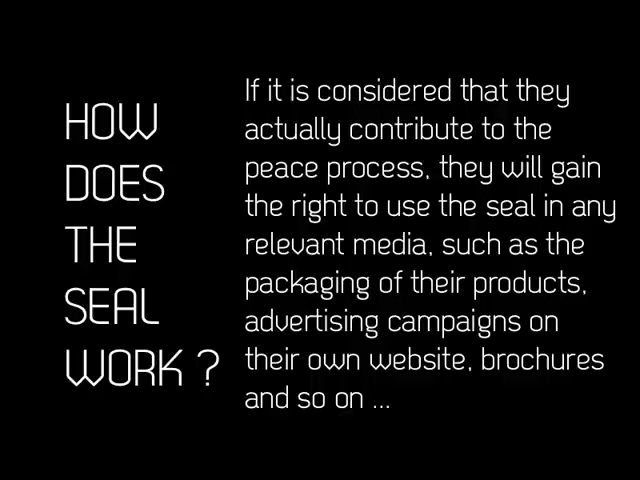 HOW
DOES
THE
SEAL
WORK ?
If it is considered that they
actually contribute to the
peace process, they will gain
the right to use the seal in any
relevant media, such as the
packaging of their products,
advertising campaigns on
their own website, brochures
and so on ...